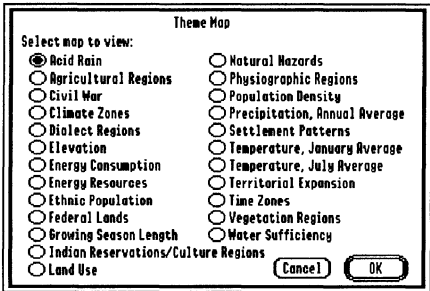 Theme Map
Select map to view:
Acid Rain
Agricultural Regions
Civil War
Climate Zones
Dialect Regions
Elevation
Energy Consumption
Energy Resources
Ethnic Population
Federal Lands
Growing Season Length
Indian Reservations/Culture Regions
Land Use
Natural Hazards
Physiographic Regions
Population Density
Precipitation, Annual Average
Settlement Patterns
Temperature, January Average
Temperature, July Average
Territorial Expansion
Time Zones
Vegetation Regions
Water Sufficiency
Cancel
OK